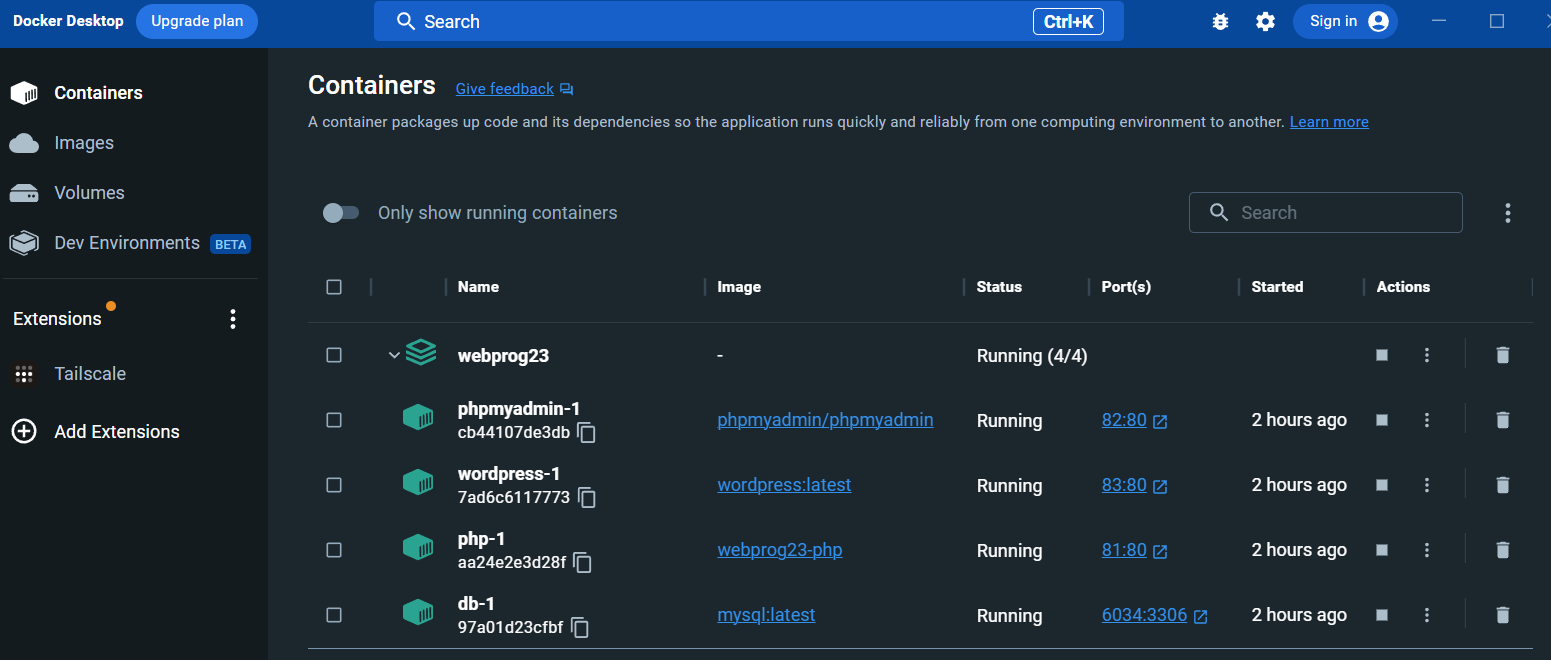 Docker Desktop Upgrade plan Search Ctrl+K Sign in
Containers
Images
Volumes
Dev Environments BETA
Extensions
Tailscale
Add Extensions
Containers Give feedback
A container packages up code and its dependencies so the application runs quickly and reliably from one computing environment to another. Learn more
Only show running containers Search
Name Image Status Port(s) Started Actions
webprog23 - Running (4/4)
phpmyadmin-1
cb44107de3db phpmyadmin/phpmyadmin Running 82:80 2 hours ago
wordpress-1
7ad6c6117773 wordpress:latest Running 83:80 2 hours ago
php-1
aa24e2e3d28f webprog23-php Running 81:80 2 hours ago
db-1
97a01d23cfbf mysql:latest Running 6034:3306 2 hours ago